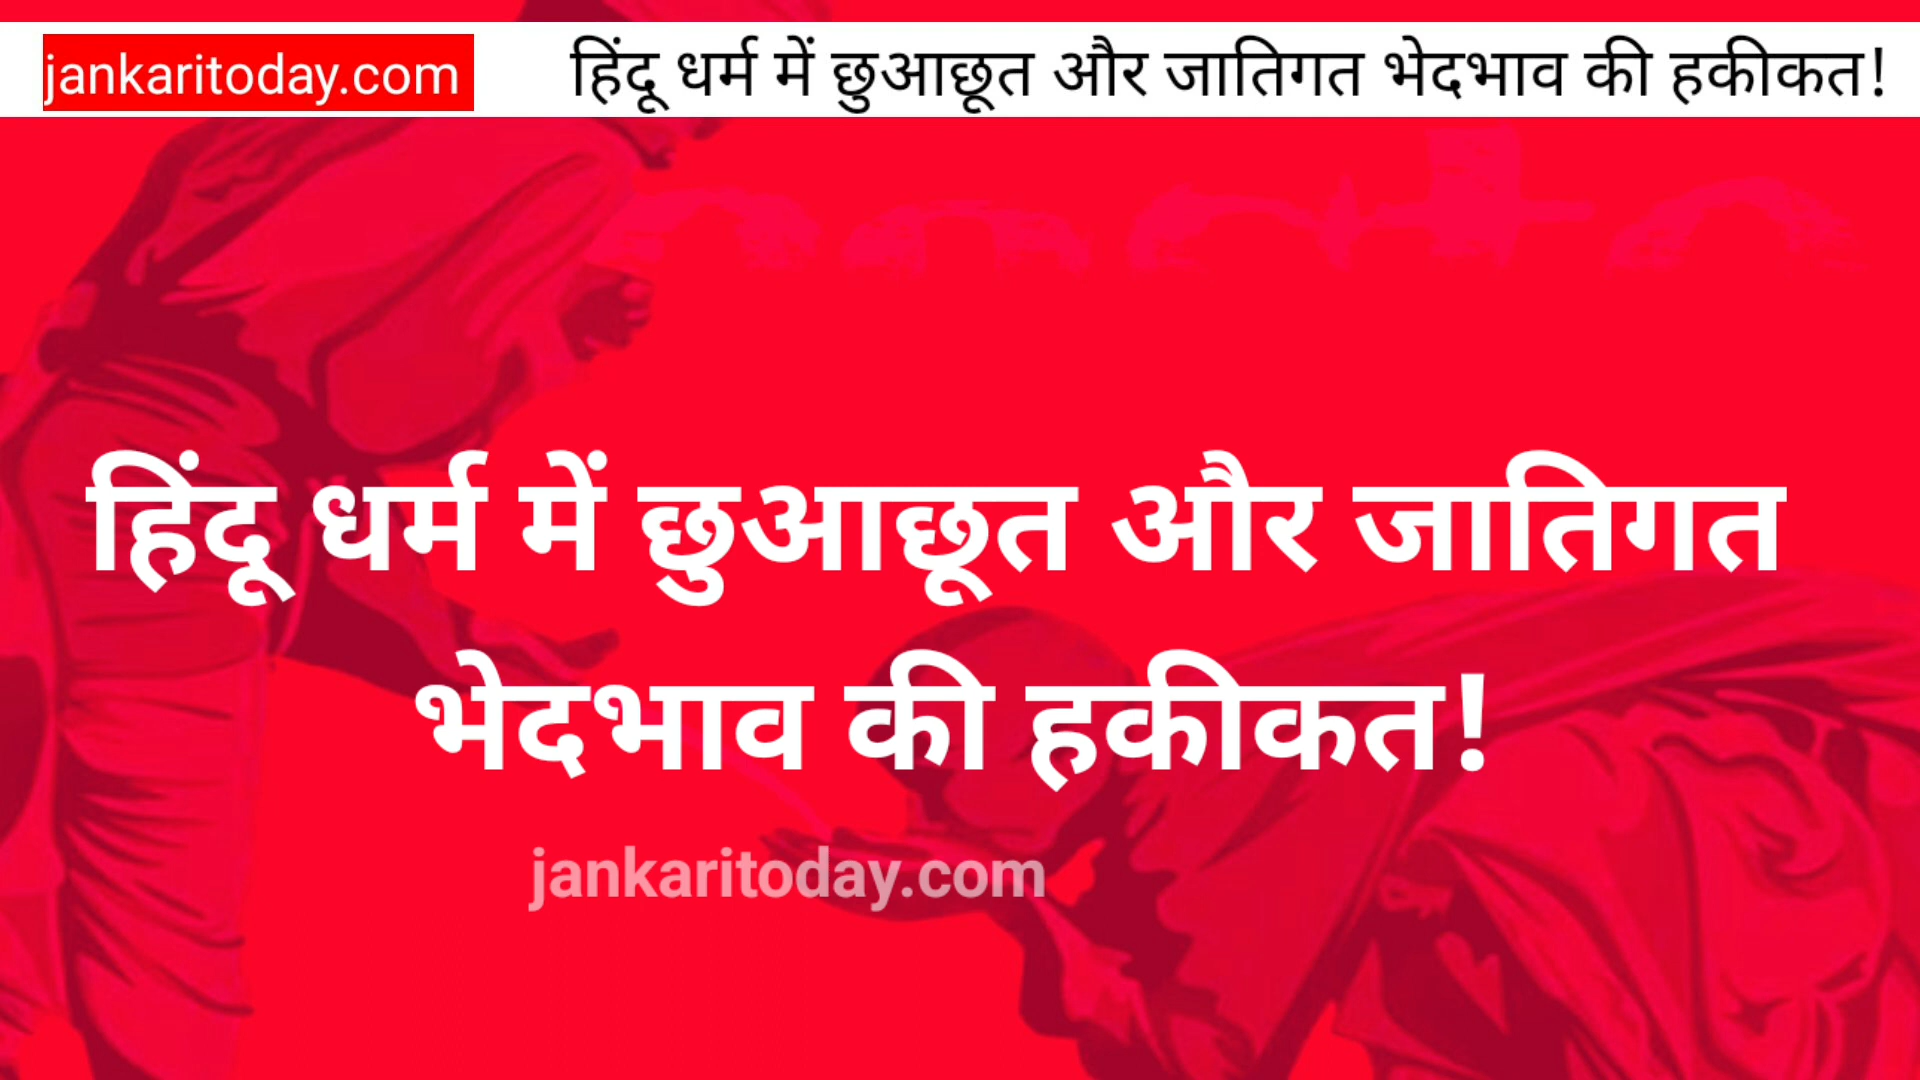 jankaritoday.com
हिंदू धर्म में छुआछूत और जातिगत भेदभाव की हकीकत!
हिंदू धर्म में छुआछूत और जातिगत
भेदभाव की हकीकत!
jankaritoday.com